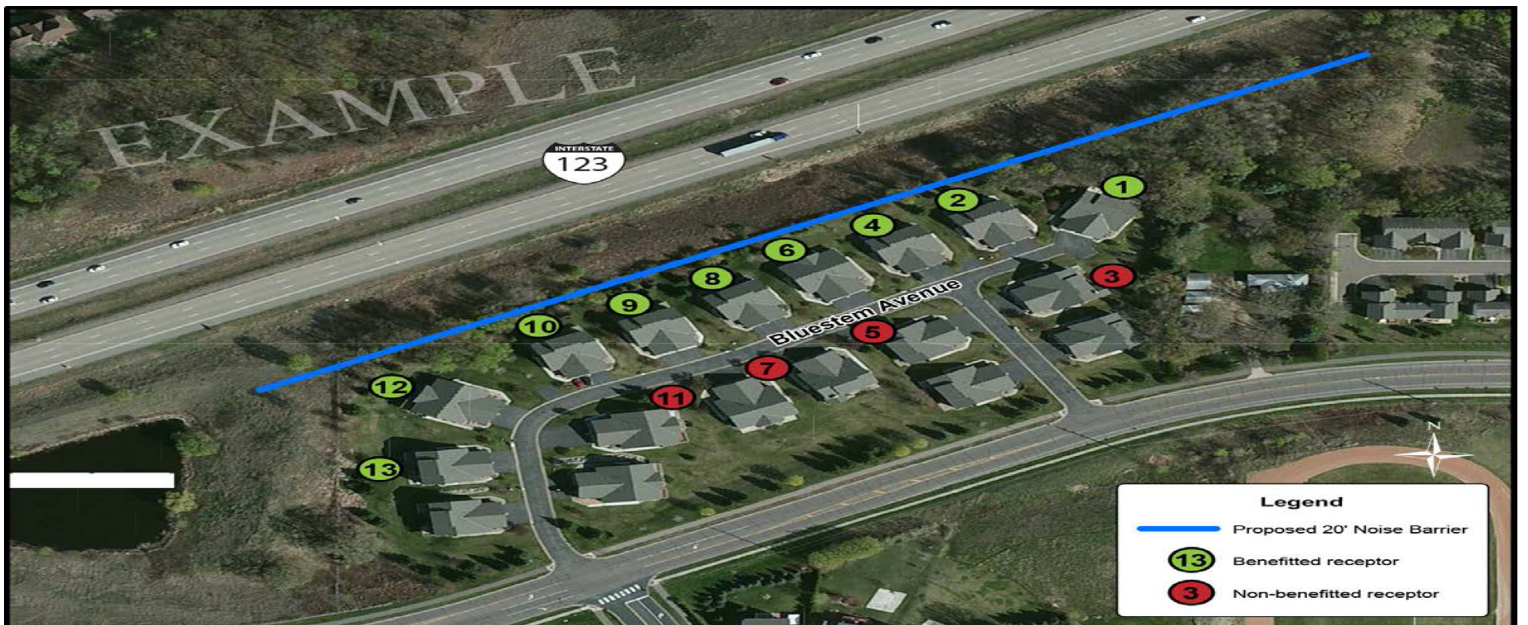 EXAMPLE
INTERSTATE
123
1
2
4
6
3
8
Bluestem Avenue
9
10
5
7
12
11
13
N
Legend
Proposed 20' Noise Barrier
13 Benefitted receptor
3 Non-benefitted receptor